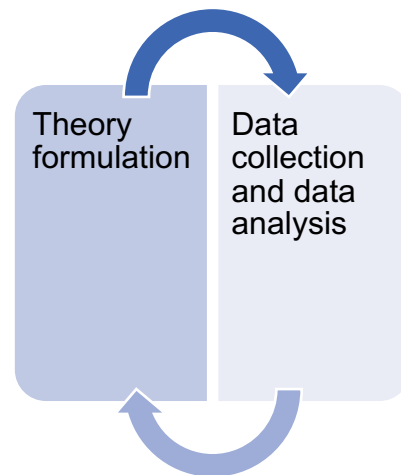 Theory
formulation
Data
collection
and data
analysis